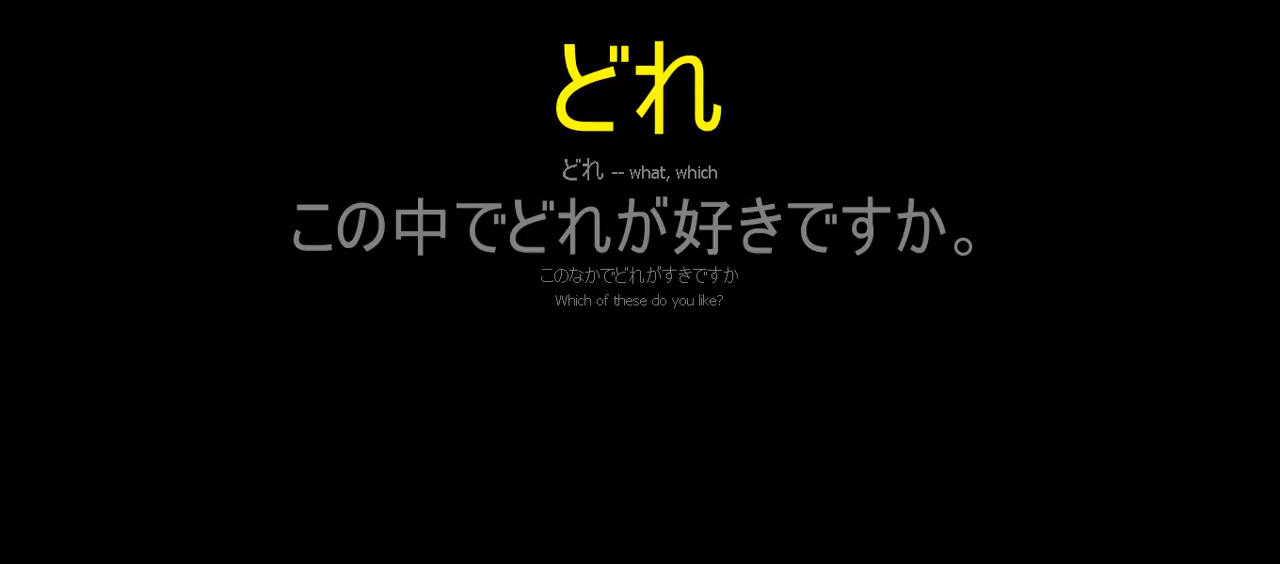 どれ
どれ -- what, which
この中でどれが好きですか。
このなかでどれがすきですか
Which of these do you like?